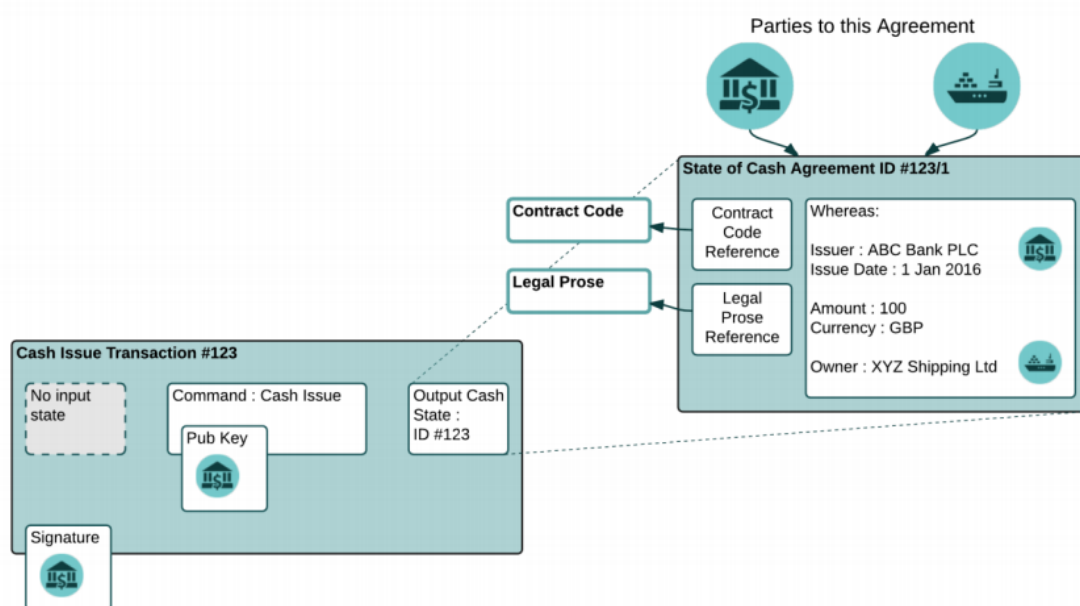 Parties to this Agreement
State of Cash Agreement ID #123/1
Contract Code
Contract
Code
Reference
Legal Prose
Legal
Prose
Reference
Whereas:
Issuer : ABC Bank PLC
Issue Date : 1 Jan 2016
Amount : 100
Currency : GBP
Owner : XYZ Shipping Ltd
Cash Issue Transaction #123
No input
state
Command : Cash Issue
Pub Key
Output Cash
State :
ID #123
Signature